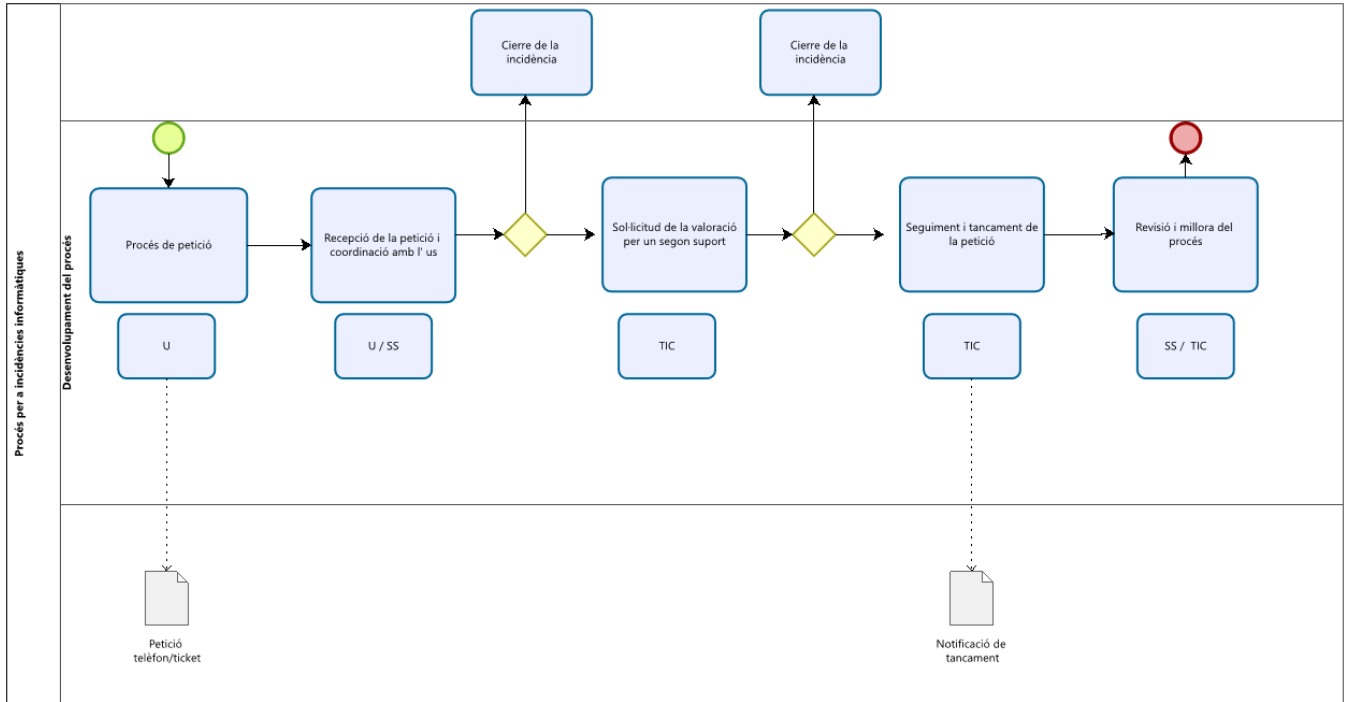 Procés per a incidències informàtiques
Desenvolupament del procés
Cierre de la
incidència
Cierre de la
incidència
Procés de petició
Recepció de la petició i
coordinació amb l' us
Sol·licitud de la valoració
per un segon suport
Seguiment i tancament de
la petició
Revisió i millora del
procés
U
U / SS
TIC
TIC
SS / TIC
Petició
telèfon/ticket
Notificació de
tancament